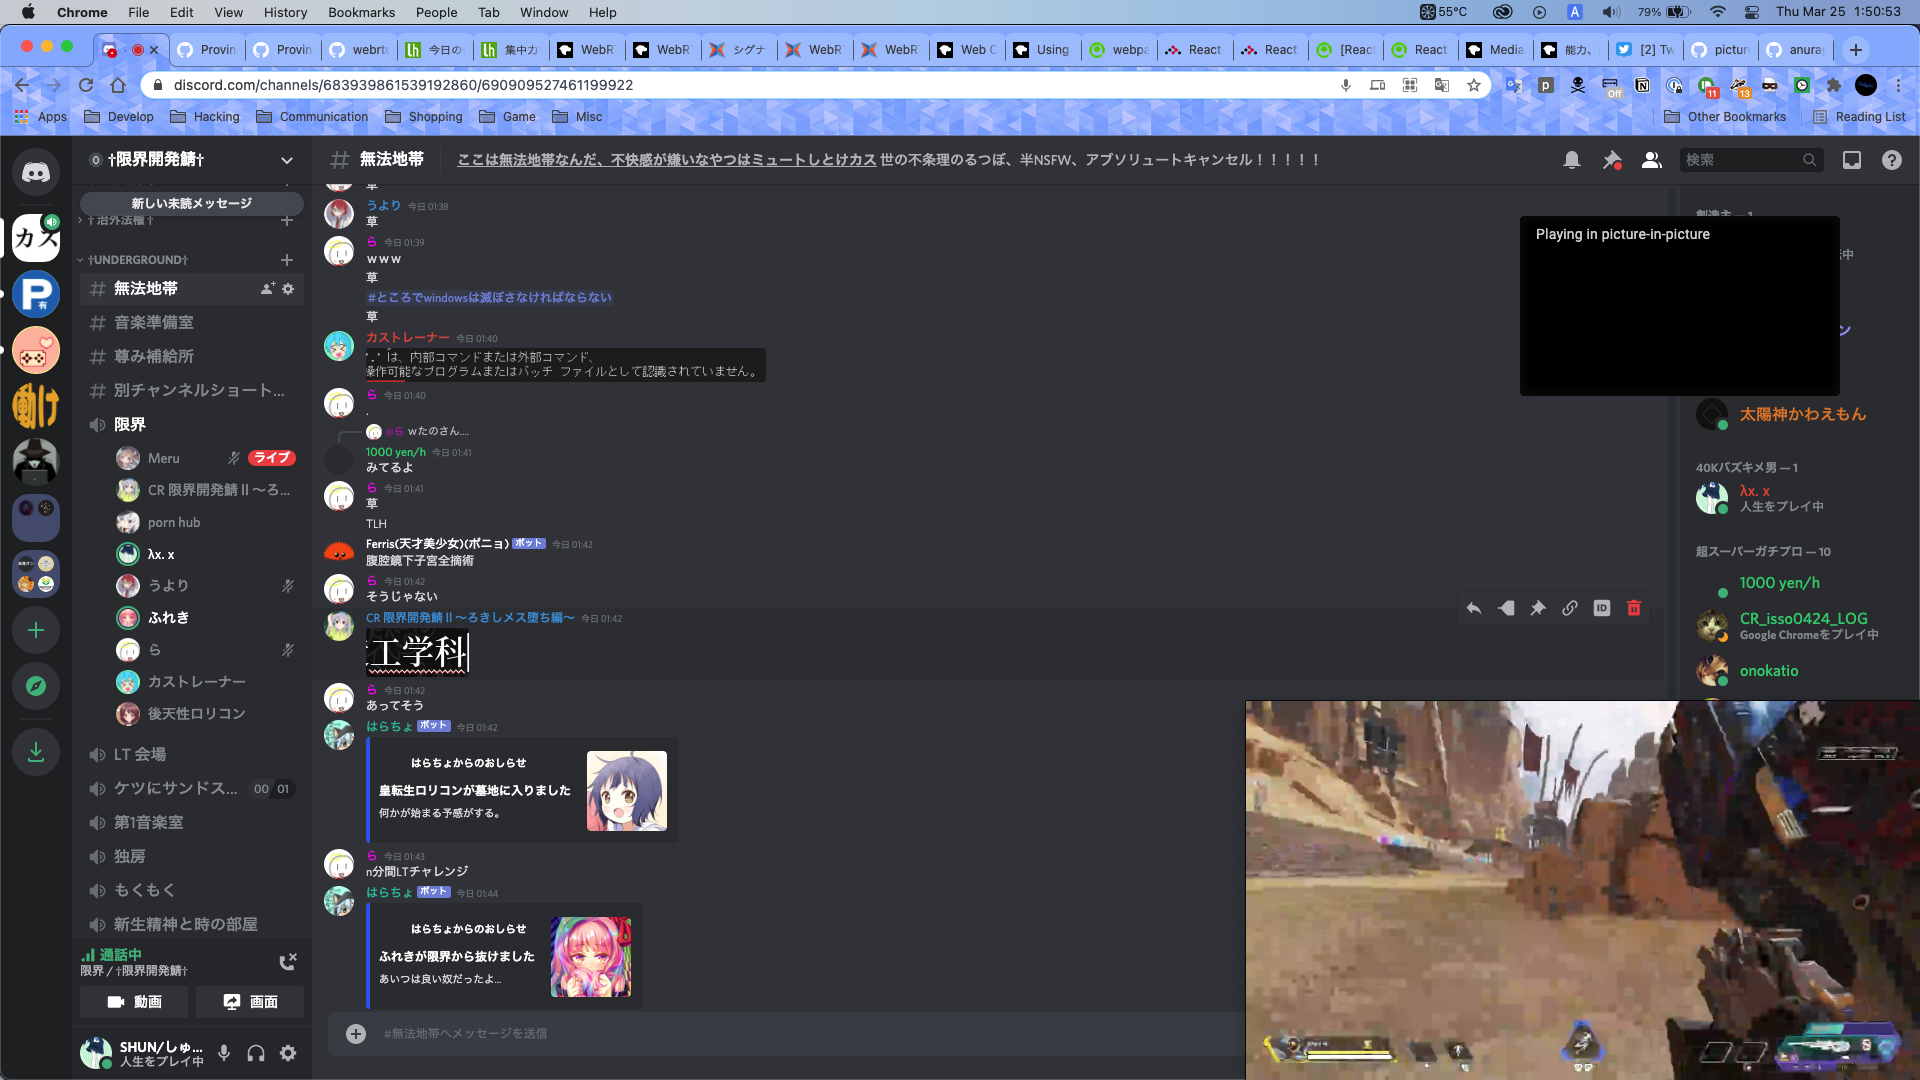 Chrome File Edit View History Bookmarks People Tab Window Help
55°C A 79% Thu Mar 25 1:50:53
Provin Provin webrtc 今日の 集中力 WebR WebR シグナ WebR WebR Web C Using webpa React React [Reac React Media 能力、 [2] Tw pictur anura
discord.com/channels/683939861539192860/690909527461199922
Off 11 13
Apps Develop Hacking Communication Shopping Game Misc Other Bookmarks Reading List
†限界開発鯖†
無法地帯 ここは無法地帯なんだ、不快感が嫌いなやつはミュートしとけカス 世の不条理のるつぼ、半NSFW、アブソリュートキャンセル！！！！！
検索
新しい未読メッセージ
†治外法権†
†UNDERGROUND†
無法地帯
音楽準備室
尊み補給所
別チャンネルショート...
限界
Meru ライブ
CR 限界開発鯖Ⅱ～ろ...
porn hub
λx. x
うより
ふれき
ら
カストレーナー
後天性ロリコン
LT 会場
ケツにサンドス... 00 01
第1音楽室
独房
もくもく
新生精神と時の部屋
通話中
限界 / †限界開発鯖†
動画 画面
SHUN/しゅ...
人生をプレイ中
カス
P有
働け
草
うより 今日 01:38
草
ら 今日 01:39
ｗｗｗ
草
#ところでwindowsは滅ぼさなければならない
草
カストレーナー 今日 01:40
'.' は、内部コマンドまたは外部コマンド、
操作可能なプログラムまたはバッチ ファイルとして認識されていません。
ら 今日 01:40
.
@ら wたのさん....
1000 yen/h 今日 01:41
みてるよ
ら 今日 01:41
草
TLH
Ferris(天才美少女)(ポニョ) ボット 今日 01:42
腹腔鏡下子宮全摘術
ら 今日 01:42
そうじゃない
CR 限界開発鯖Ⅱ～ろきしメス堕ち編～ 今日 01:42
工学科
ら 今日 01:42
あってそう
はらちょ ボット 今日 01:42
はらちょからのおしらせ
皇転生ロリコンが墓地に入りました
何かが始まる予感がする。
ら 今日 01:43
n分間LTチャレンジ
はらちょ ボット 今日 01:44
はらちょからのおしらせ
ふれきが限界から抜けました
あいつは良い奴だったよ...
#無法地帯へメッセージを送信
ID
創造主 — 1
Playing in picture-in-picture
太陽神かわえもん
40Kバズキメ男 — 1
λx. x
人生をプレイ中
超スーパーガチプロ — 10
1000 yen/h
CR_isso0424_LOG
Google Chromeをプレイ中
onokatio